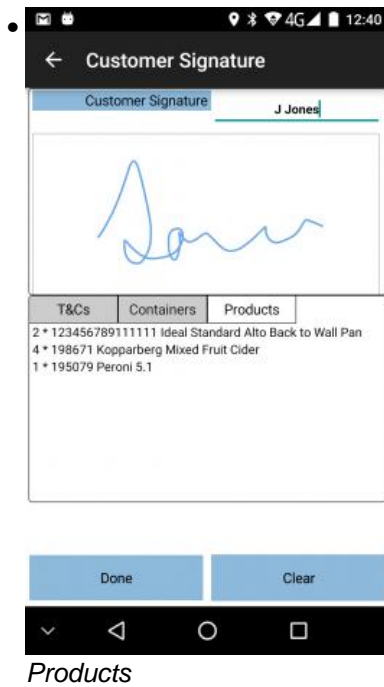 4G 12:40
Customer Signature
Customer Signature J Jones
T&Cs Containers Products
2 * 123456789111111 Ideal Standard Alto Back to Wall Pan
4 * 198671 Kopparberg Mixed Fruit Cider
1 * 195079 Peroni 5.1
Done Clear
Products